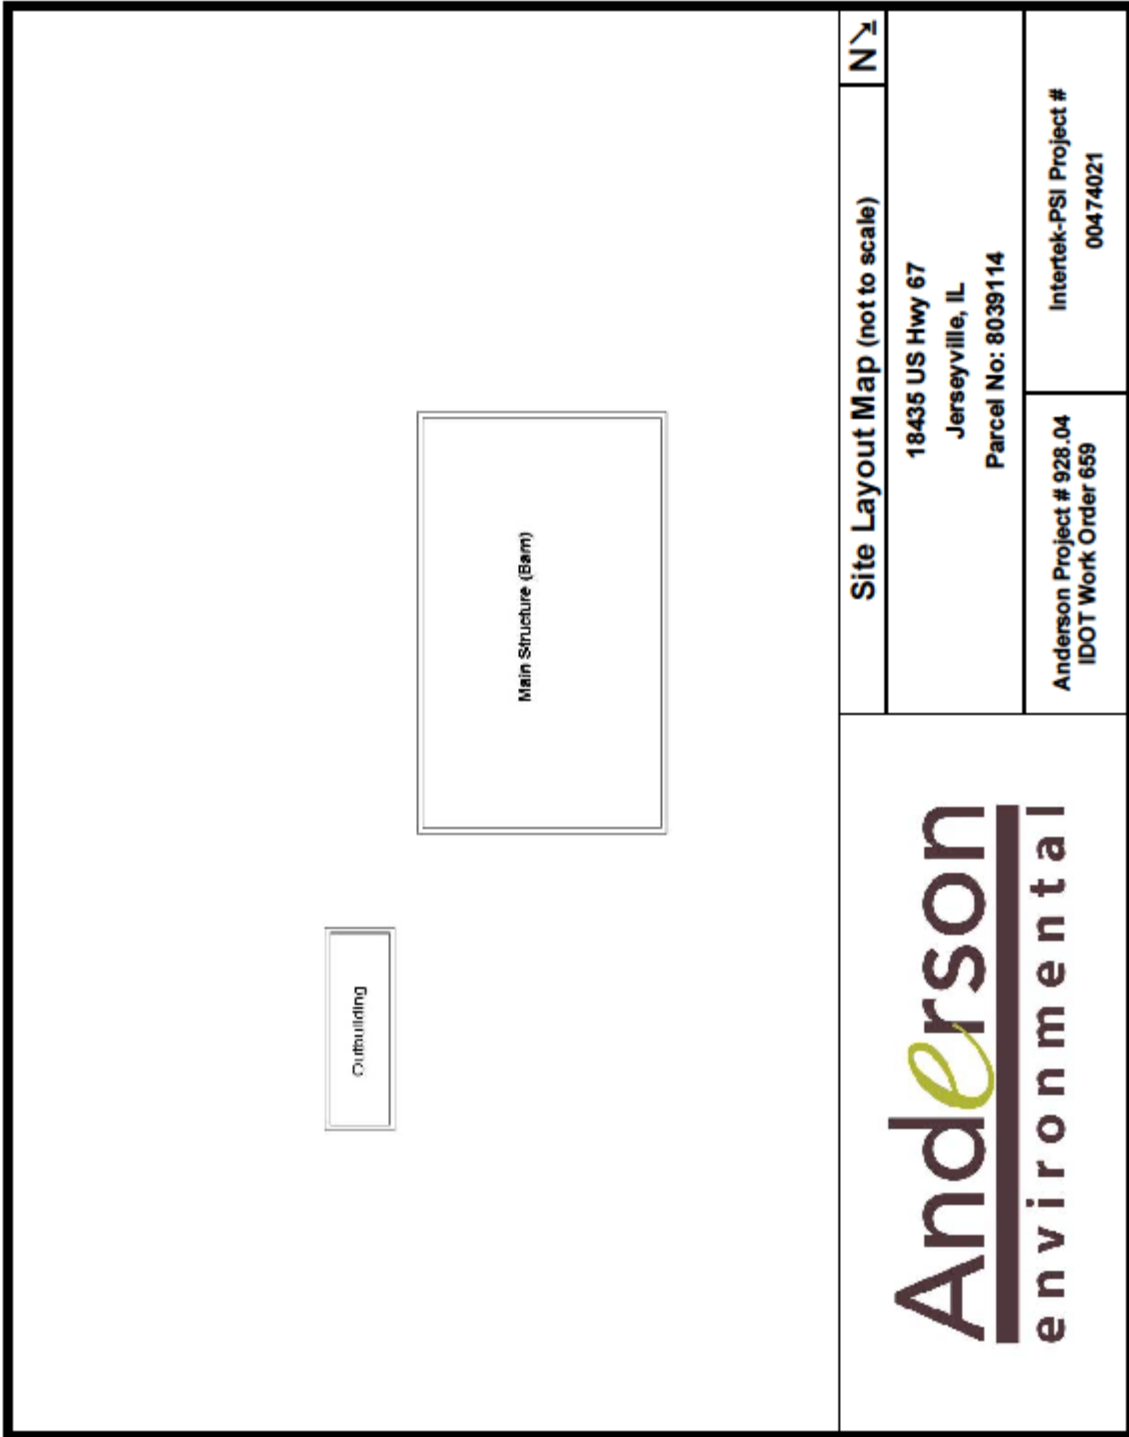 Outbuilding
Main Structure (Barn)
Anderson
environmental
Site Layout Map (not to scale)
N
18435 US Hwy 67
Jerseyville, IL
Parcel No: 8039114
Anderson Project # 928.04
IDOT Work Order 659
Intertek-PSI Project #
00474021